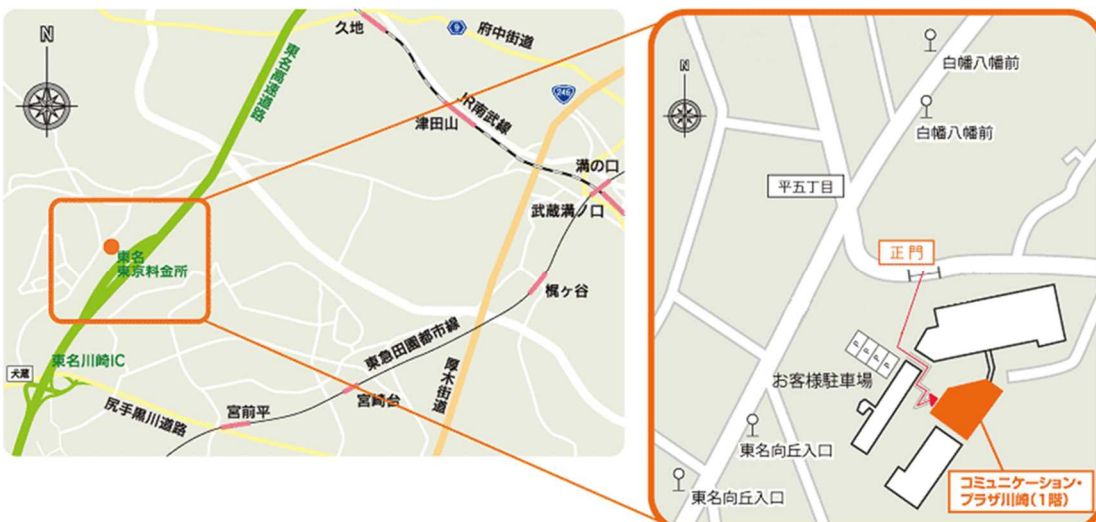 N
久地
9
府中街道
東名高速道路
246
JR南武線
津田山
溝の口
武蔵溝ノ口
東名
東京料金所
梶ヶ谷
東急田園都市線
東名川崎IC
犬蔵
厚木街道
宮崎台
宮前平
尻手黒川道路
N
白幡八幡前
白幡八幡前
平五丁目
正門
P
P
P
P
お客様駐車場
東名向丘入口
東名向丘入口
コミュニケーション・
プラザ川崎(1階)